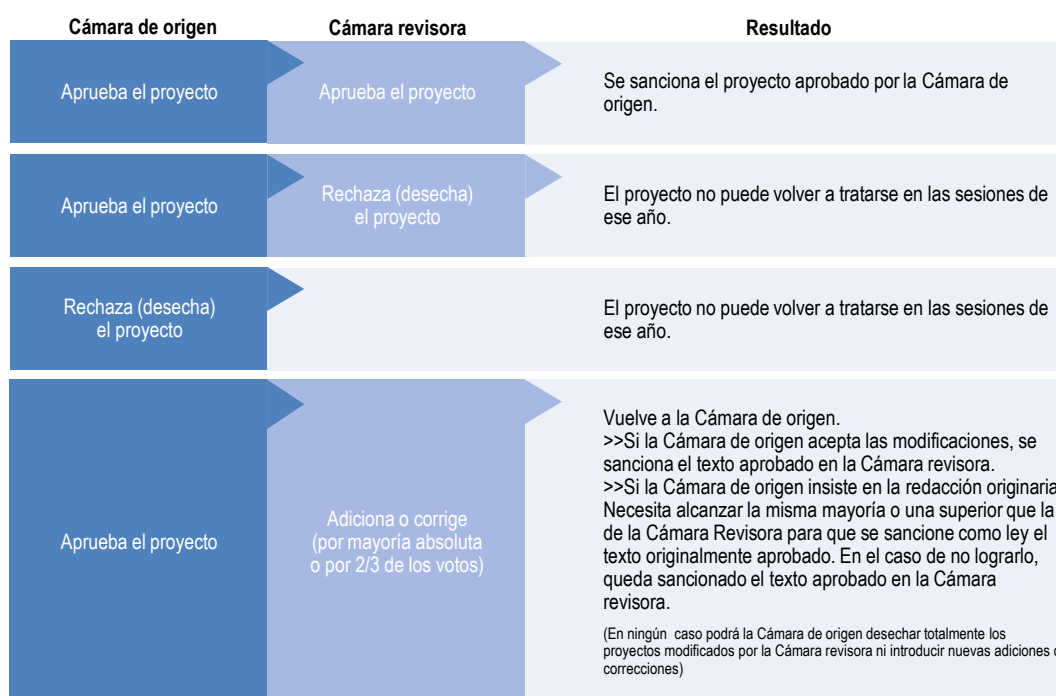 Cámara de origen
Cámara revisora
Resultado
Aprueba el proyecto
Aprueba el proyecto
Se sanciona el proyecto aprobado por la Cámara de
origen.
Aprueba el proyecto
Rechaza (desecha)
el proyecto
El proyecto no puede volver a tratarse en las sesiones de
ese año.
Rechaza (desecha)
el proyecto
El proyecto no puede volver a tratarse en las sesiones de
ese año.
Aprueba el proyecto
Adiciona o corrige
(por mayoría absoluta
o por 2/3 de los votos)
Vuelve a la Cámara de origen.
>>Si la Cámara de origen acepta las modificaciones, se
sanciona el texto aprobado en la Cámara revisora.
>>Si la Cámara de origen insiste en la redacción originaria
Necesita alcanzar la misma mayoría o una superior que la
de la Cámara Revisora para que se sancione como ley el
texto originalmente aprobado. En el caso de no lograrlo,
queda sancionado el texto aprobado en la Cámara
revisora.
(En ningún caso podrá la Cámara de origen desechar totalmente los
proyectos modificados por la Cámara revisora ni introducir nuevas adiciones o
correcciones)